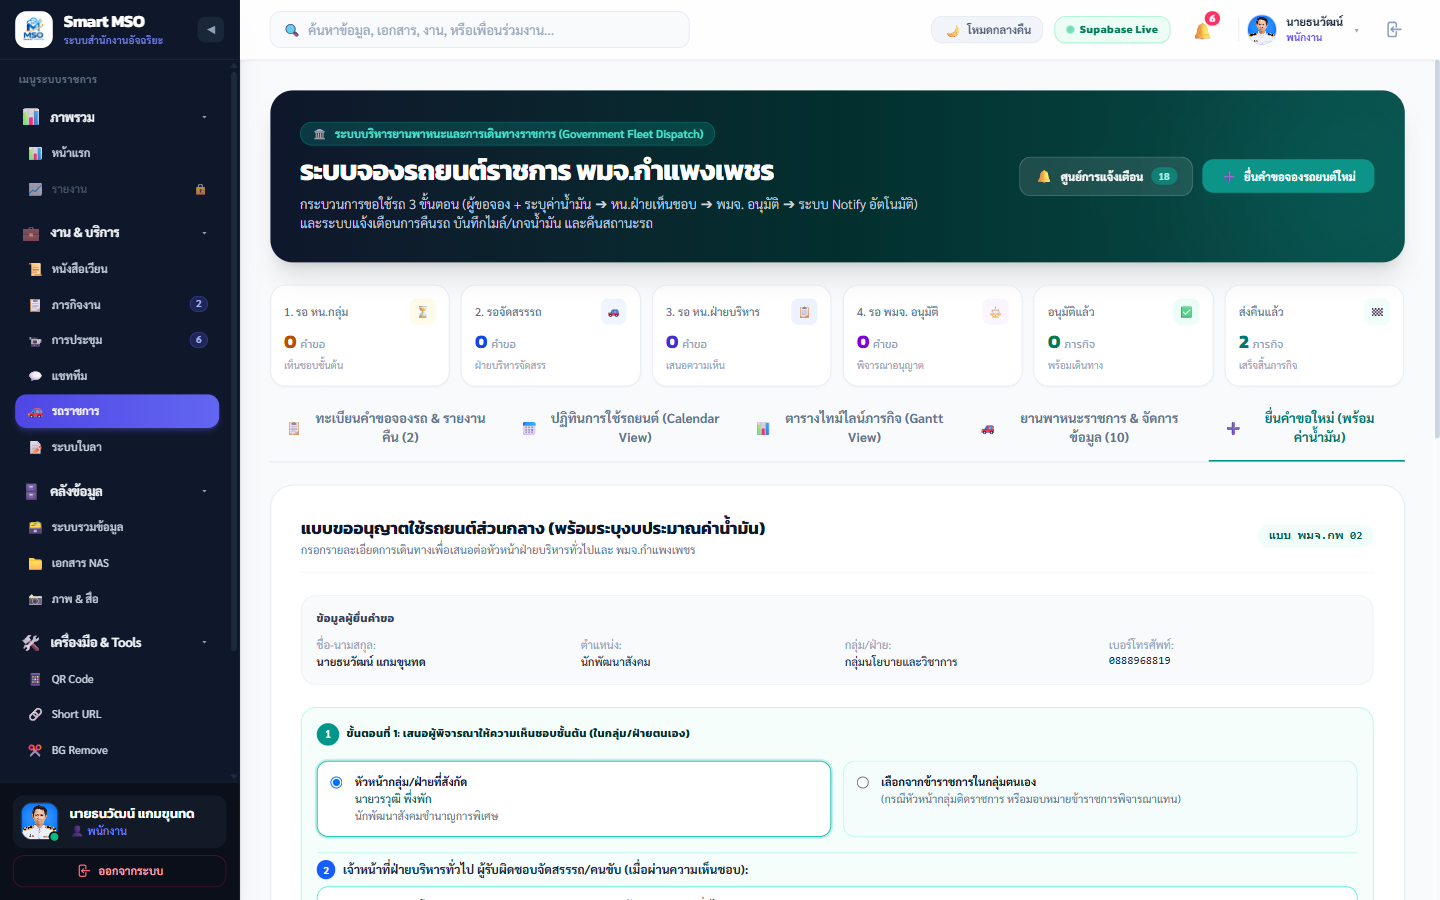 Smart MSO
ระบบสำนักงานอัจฉริยะ
ค้นหาข้อมูล, เอกสาร, งาน, หรือเพื่อนร่วมงาน...
โหมดกลางคืน
Supabase Live
6
นายธนวัฒน์
พนักงาน
เมนูระบบราชการ
ภาพรวม
หน้าแรก
รายงาน
งาน & บริการ
หนังสือเวียน
ภารกิจงาน
2
การประชุม
6
แชททีม
รถราชการ
ระบบใบลา
คลังข้อมูล
ระบบรวมข้อมูล
เอกสาร NAS
ภาพ & สื่อ
เครื่องมือ & Tools
QR Code
Short URL
BG Remove
นายธนวัฒน์ แกมขุนทด
พนักงาน
ออกจากระบบ
ระบบบริหารยานพาหนะและการเดินทางราชการ (Government Fleet Dispatch)
ระบบจองรถยนต์ราชการ พมจ.กำแพงเพชร
กระบวนการขอใช้รถ 3 ขั้นตอน (ผู้ขอจอง + ระบุค่าน้ำมัน ➔ หน.ฝ่ายเห็นชอบ ➔ พมจ. อนุมัติ ➔ ระบบ Notify อัตโนมัติ)
และระบบแจ้งเตือนการคืนรถ บันทึกไมล์/เกจน้ำมัน และคืนสถานะรถ
ศูนย์การแจ้งเตือน 18
ยื่นคำขอจองรถยนต์ใหม่
1. รอ หน.กลุ่ม
0 คำขอ
เห็นชอบขั้นต้น
2. รอจัดสรรรถ
0 คำขอ
ฝ่ายบริหารจัดสรร
3. รอ หน.ฝ่ายบริหาร
0 คำขอ
เสนอความเห็น
4. รอ พมจ. อนุมัติ
0 คำขอ
พิจารณาอนุญาต
อนุมัติแล้ว
0 ภารกิจ
พร้อมเดินทาง
ส่งคืนแล้ว
2 ภารกิจ
เสร็จสิ้นภารกิจ
ทะเบียนคำขอจองรถ & รายงาน
คืน (2)
ปฏิทินการใช้รถยนต์ (Calendar
View)
ตารางไทม์ไลน์ภารกิจ (Gantt
View)
ยานพาหนะราชการ & จัดการ
ข้อมูล (10)
ยื่นคำขอใหม่ (พร้อม
ค่าน้ำมัน)
แบบขออนุญาตใช้รถยนต์ส่วนกลาง (พร้อมระบุงบประมาณค่าน้ำมัน)
กรอกรายละเอียดการเดินทางเพื่อเสนอต่อหัวหน้าฝ่ายบริหารทั่วไปและ พมจ.กำแพงเพชร
แบบ พมจ.กพ 02
ข้อมูลผู้ยื่นคำขอ
ชื่อ-นามสกุล:
นายธนวัฒน์ แกมขุนทด
ตำแหน่ง:
นักพัฒนาสังคม
กลุ่ม/ฝ่าย:
กลุ่มนโยบายและวิชาการ
เบอร์โทรศัพท์:
0888968819
1 ขั้นตอนที่ 1: เสนอผู้พิจารณาให้ความเห็นชอบขั้นต้น (ในกลุ่ม/ฝ่ายตนเอง)
หัวหน้ากลุ่ม/ฝ่ายที่สังกัด
นายวรวุฒิ พึ่งพัก
นักพัฒนาสังคมชำนาญการพิเศษ
เลือกจากข้าราชการในกลุ่มตนเอง
(กรณีหัวหน้ากลุ่มติดราชการ หรือมอบหมายข้าราชการพิจารณาแทน)
2 เจ้าหน้าที่ฝ่ายบริหารทั่วไป ผู้รับผิดชอบจัดสรรรถ/คนขับ (เมื่อผ่านความเห็นชอบ):